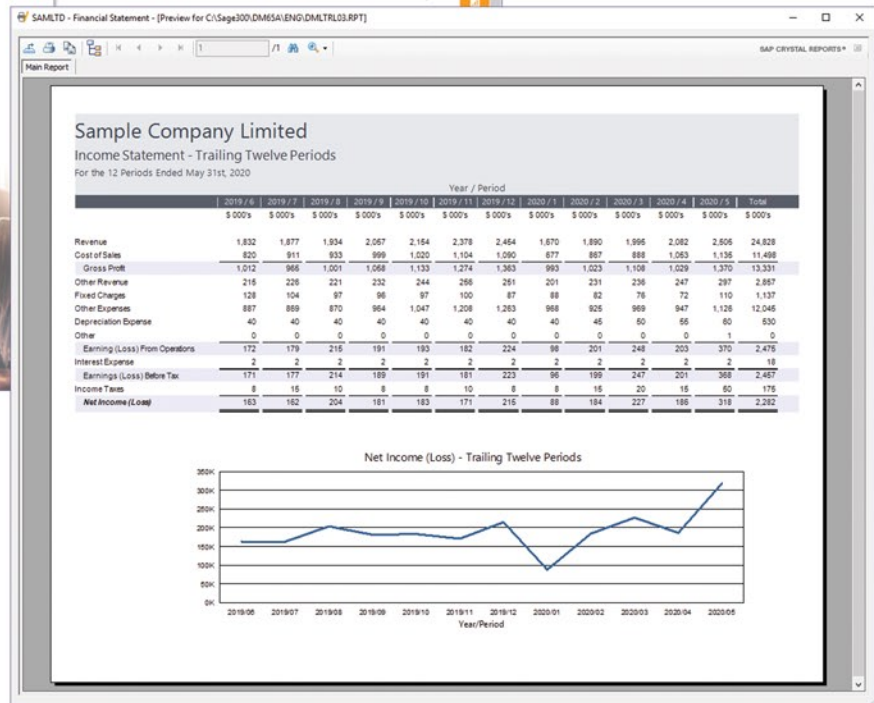 SAMLTD - Financial Statement - [Preview for C:\Sage300\DM65A\ENG\DMLTRL03.RPT]
1 /1 SAP CRYSTAL REPORTS®
Main Report
Sample Company Limited
Income Statement - Trailing Twelve Periods
For the 12 Periods Ended May 31st, 2020
Year / Period
2019 / 6 2019 / 7 2019 / 8 2019 / 9 2019 / 10 2019 / 11 2019 / 12 2020 / 1 2020 / 2 2020 / 3 2020 / 4 2020 / 5 Total
$ 000's $ 000's $ 000's $ 000's $ 000's $ 000's $ 000's $ 000's $ 000's $ 000's $ 000's $ 000's $ 000's
Revenue 1,832 1,877 1,934 2,067 2,154 2,378 2,454 1,670 1,890 1,995 2,082 2,506 24,828
Cost of Sales 820 911 933 999 1,020 1,104 1,090 677 867 888 1,053 1,136 11,498
Gross Profit 1,012 966 1,001 1,068 1,133 1,274 1,363 993 1,023 1,108 1,029 1,370 13,331
Other Revenue 215 226 221 232 244 256 251 201 231 236 247 297 2,857
Fixed Charges 128 104 97 96 97 100 87 88 82 76 72 110 1,137
Other Expenses 887 869 870 964 1,047 1,208 1,263 968 925 969 947 1,126 12,045
Depreciation Expense 40 40 40 40 40 40 40 40 45 50 55 60 530
Other 0 0 0 0 0 0 0 0 0 0 0 1 0
Earning (Loss) From Operations 172 179 215 191 193 182 224 98 201 248 203 370 2,475
Interest Expense 2 2 2 2 2 2 2 2 2 2 2 2 18
Earnings (Loss) Before Tax 171 177 214 189 191 181 223 96 199 247 201 368 2,457
Income Taxes 8 15 10 8 8 10 8 8 15 20 15 50 175
Net Income (Loss) 163 162 204 181 183 171 215 88 184 227 186 318 2,282
Net Income (Loss) - Trailing Twelve Periods
350K
300K
250K
200K
150K
100K
50K
0K
2019/06 2019/07 2019/08 2019/09 2019/10 2019/11 2019/12 2020/01 2020/02 2020/03 2020/04 2020/05
Year/Period